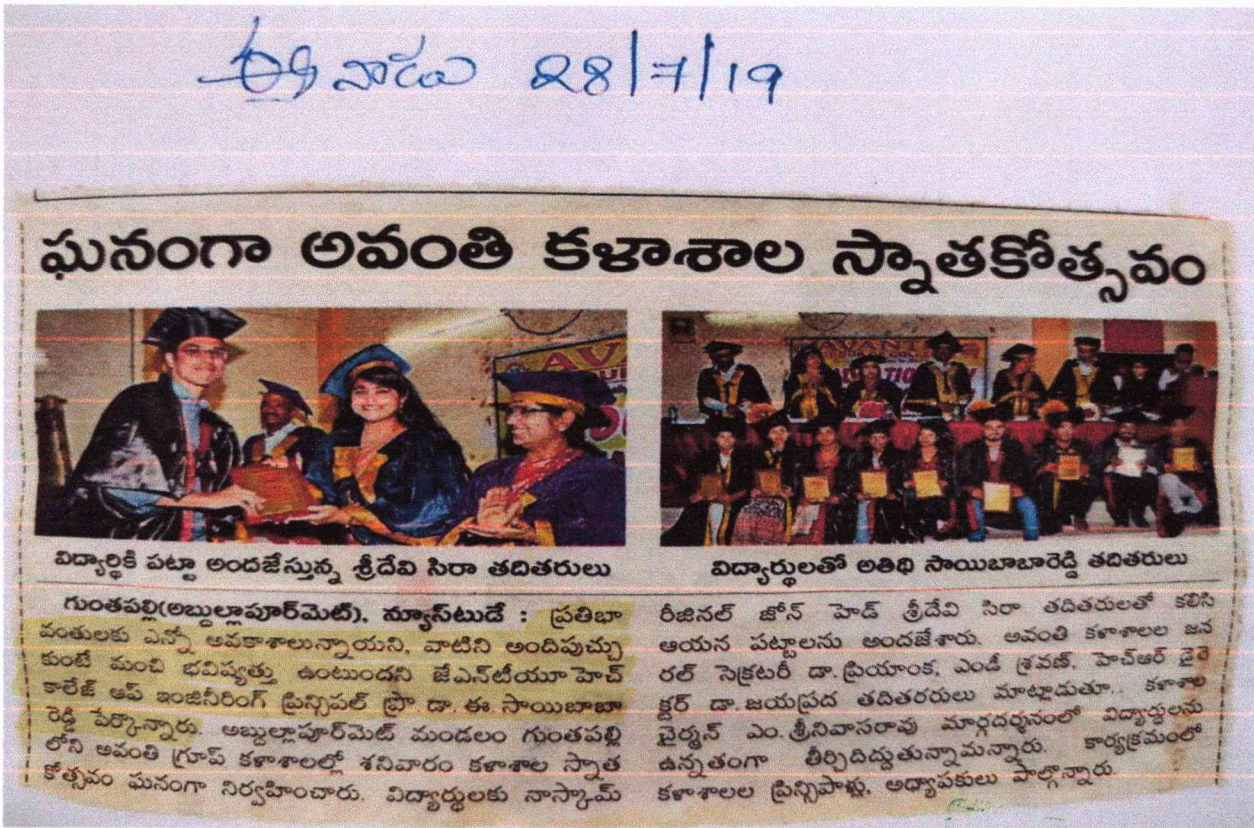 ఈనాడు 28/7/19
ఘనంగా అవంతి కళాశాల స్నాతకోత్సవం
విద్యార్థికి పట్టా అందజేస్తున్న శ్రీదేవి సిరా తదితరులు
గుంతపల్లి(అబ్దుల్లాపూర్‌మెట్), న్యూస్‌టుడే : ప్రతిభా
వంతులకు ఎన్నో అవకాశాలున్నాయని, వాటిని అందిపుచ్చు
కుంటే మంచి భవిష్యత్తు ఉంటుందని జేఎన్‌టీయూహెచ్
కాలేజ్ ఆప్ ఇంజినీరింగ్ ప్రిన్సిపల్ ప్రొ డా. ఈ. సాయిబాబా
రెడ్డి పేర్కొన్నారు. అబ్దుల్లాపూర్‌మెట్ మండలం గుంతపల్లి
లోని అవంతి గ్రూప్ కళాశాలల్లో శనివారం కళాశాల స్నాత
కోత్సవం ఘనంగా నిర్వహించారు. విద్యార్థులకు నాస్కామ్
విద్యార్థులతో అతిథి సాయిబాబారెడ్డి తదితరులు
రీజినల్ జోన్ హెడ్ శ్రీదేవి సిరా తదితరులతో కలిసి
ఆయన పట్టాలను అందజేశారు. అవంతి కళాశాలల జన
రల్ సెక్రటరీ డా. ప్రియాంక, ఎండీ శ్రవణ్, హెచ్‌ఆర్ డైరె
క్టర్ డా. జయప్రద తదితరరులు మాట్లాడుతూ.. కళాశాల
చైర్మన్ ఎం. శ్రీనివాసరావు మార్గదర్శనంలో విద్యార్థులను
ఉన్నతంగా తీర్చిదిద్దుతున్నామన్నారు. కార్యక్రమంలో
కళాశాలల ప్రిన్సిపాళ్లు, అధ్యాపకులు పాల్గొన్నారు.